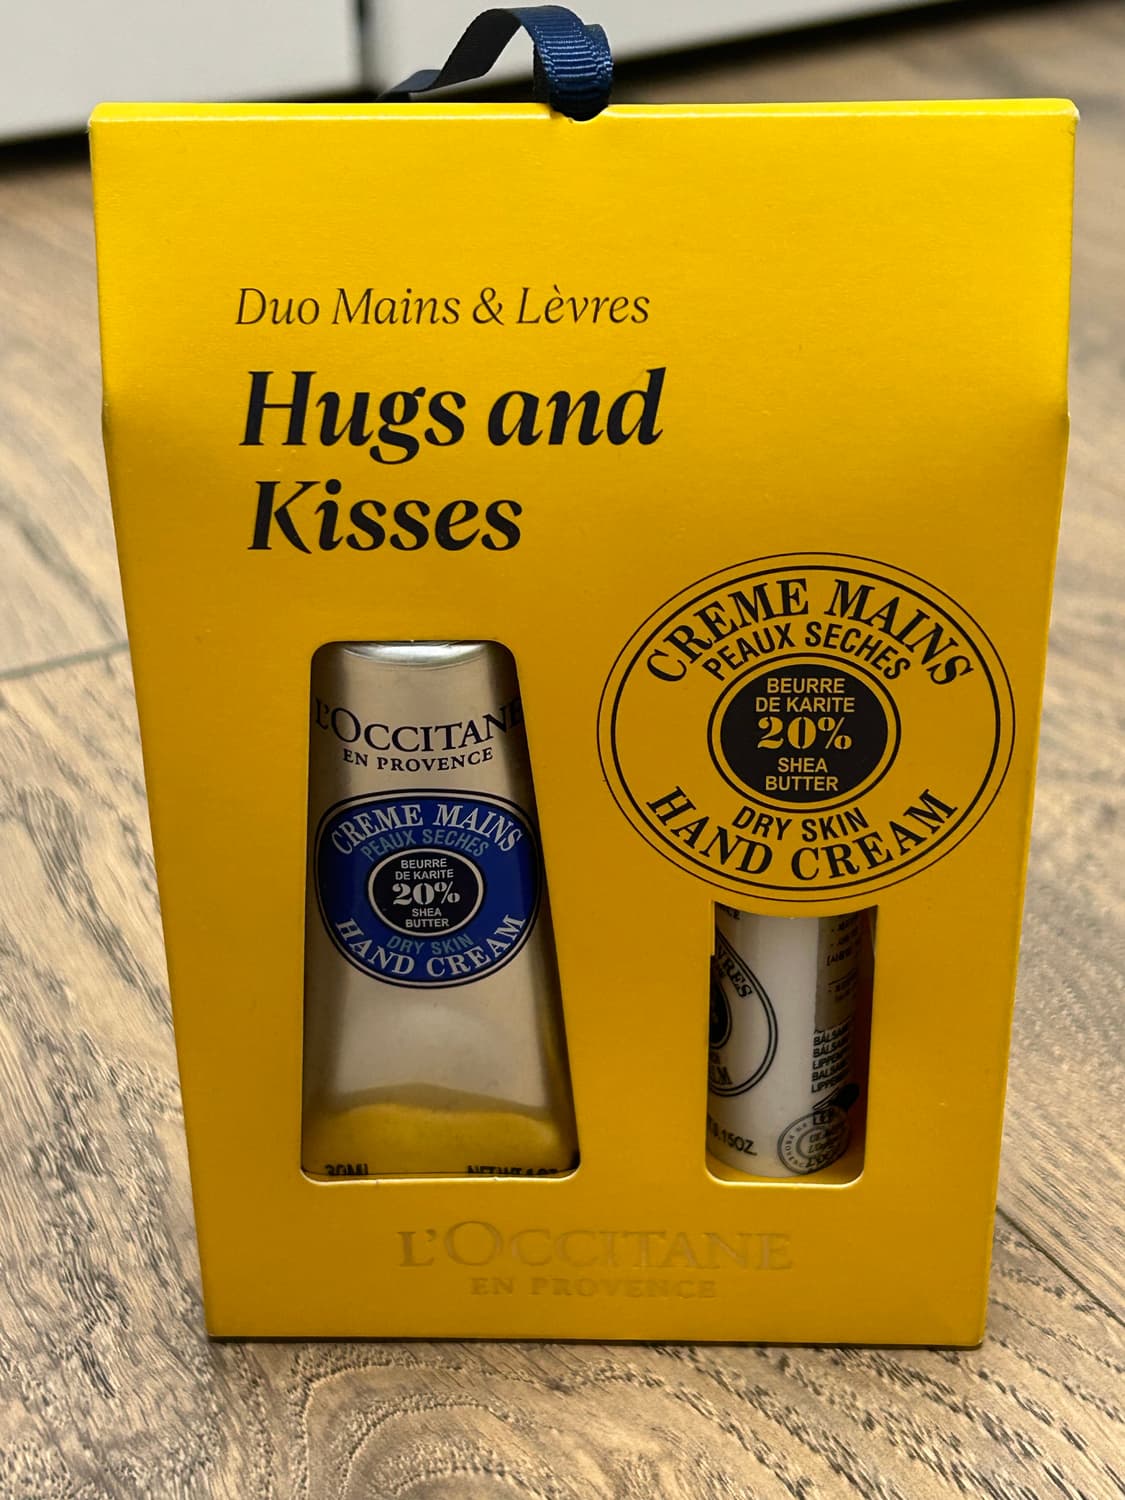 Duo Mains & Lèvres
Hugs and
Kisses
CREME MAINS
PEAUX SECHES
BEURRE
DE KARITE
20%
SHEA
BUTTER
DRY SKIN
HAND CREAM
L'OCCITANE
EN PROVENCE
CREME MAINS
PEAUX SECHES
BEURRE
DE KARITE
20%
SHEA
BUTTER
DRY SKIN
HAND CREAM
30ML
L'OCCITANE
EN PROVENCE